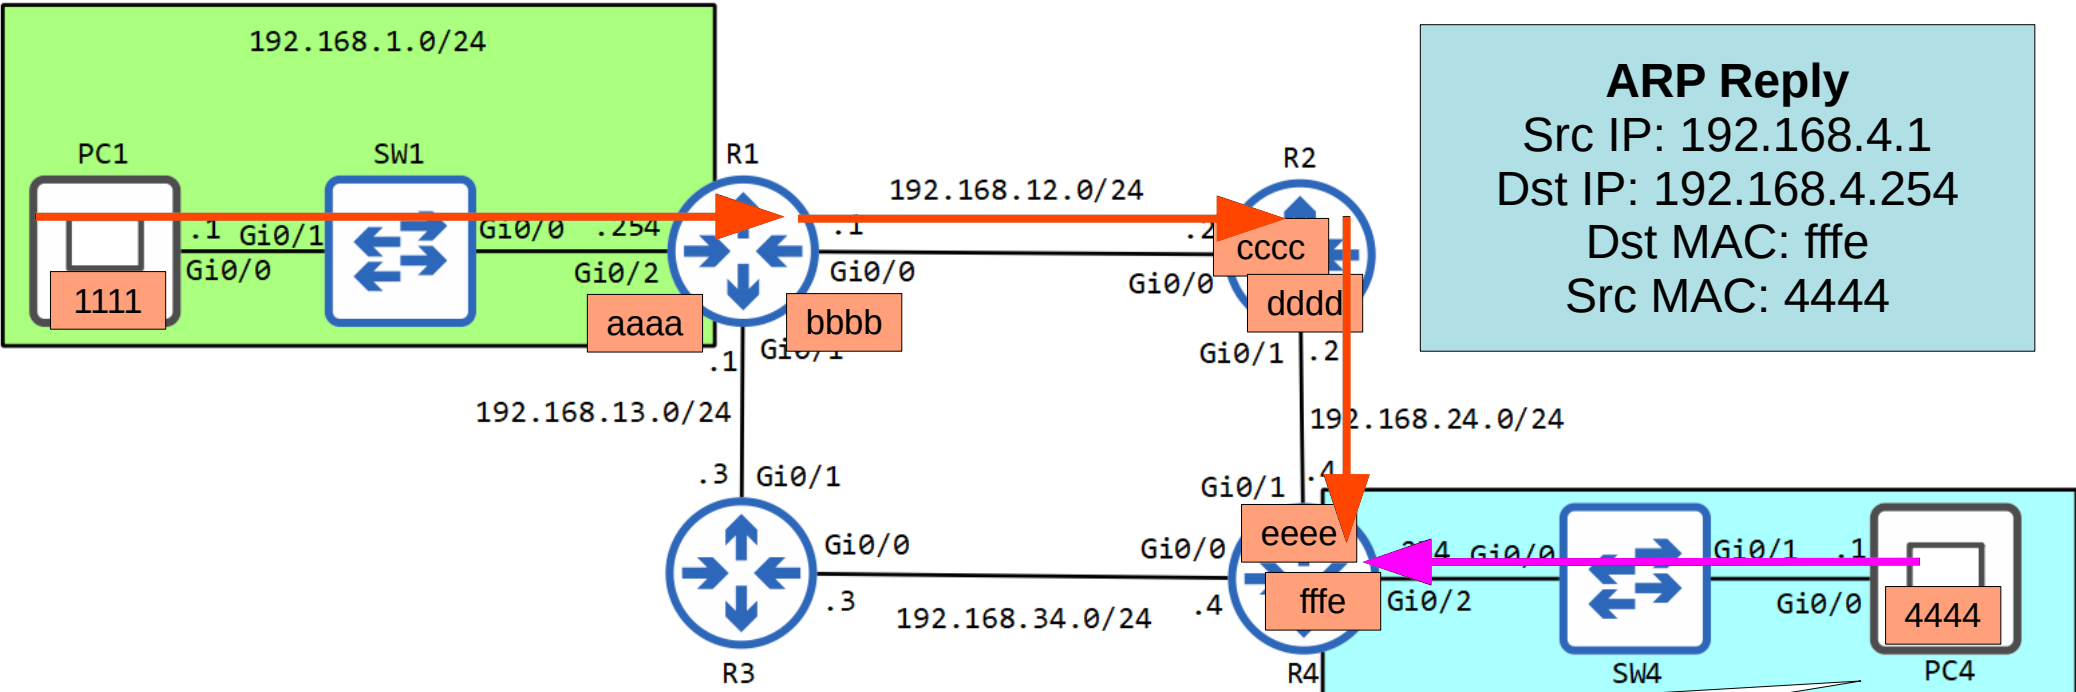 192.168.1.0/24
ARP Reply
Src IP: 192.168.4.1
Dst IP: 192.168.4.254
Dst MAC: fffe
Src MAC: 4444
PC1
SW1
R1
R2
192.168.12.0/24
.1
Gi0/1
Gi0/0
.254
.1
.2
Gi0/0
Gi0/2
Gi0/0
Gi0/0
1111
aaaa
bbbb
cccc
dddd
Gi0/1
.1
Gi0/1
.2
192.168.13.0/24
192.168.24.0/24
.3
Gi0/1
Gi0/1
.4
eeee
Gi0/0
Gi0/0
Gi0/0
Gi0/1
.1
fffe
Gi0/2
Gi0/0
4444
.3
192.168.34.0/24
.4
R3
R4
SW4
PC4